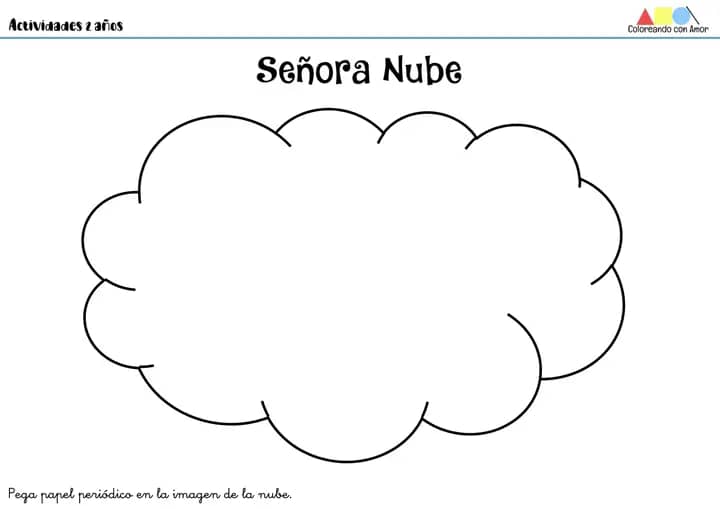 Actividades 2 años
Coloreando con Amor
Señora Nube
Pega papel periódico en la imagen de la nube.